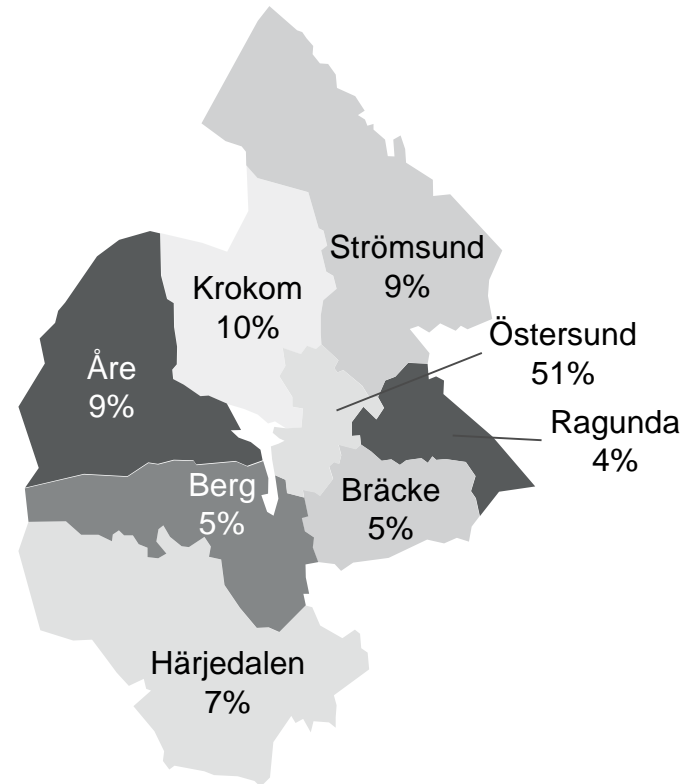 Strömsund
9%
Krokom
10%
Östersund
51%
Åre
9%
Ragunda
4%
Berg
5%
Bräcke
5%
Härjedalen
7%